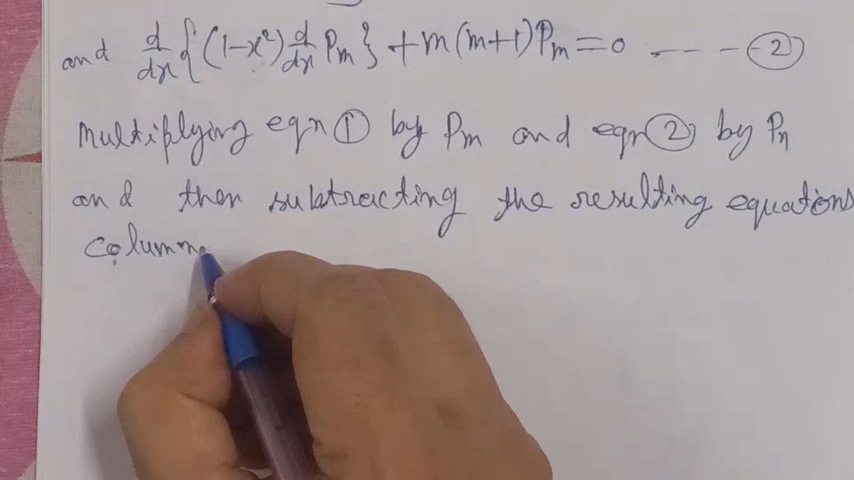 and d/dx {(1-x²) d/dx Pm} + m(m+1)Pm = 0 ---- ②
Multiplying eqn ① by Pm and eqn ② by Pn
and then subtracting the resulting equations
column